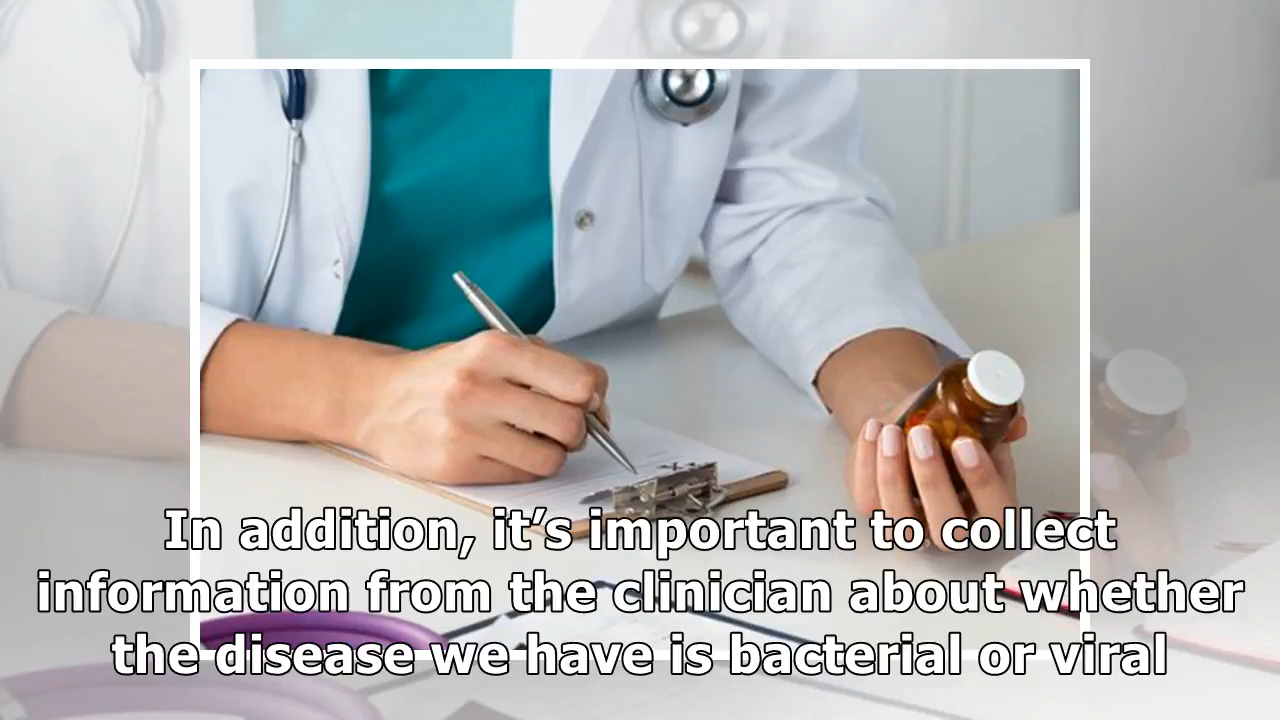 In addition, it’s important to collect
information from the clinician about whether
the disease we have is bacterial or viral